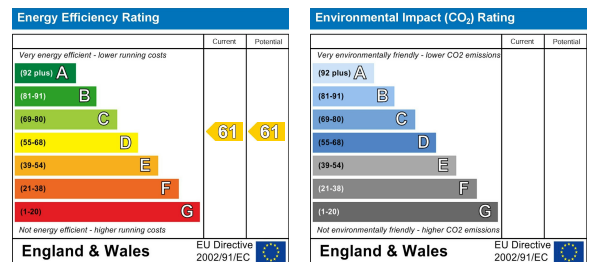 Energy Efficiency Rating
Current Potential
Very energy efficient - lower running costs
(92 plus) A
(81-91) B
(69-80) C
(55-68) D
61 61
(39-54) E
(21-38) F
(1-20) G
Not energy efficient - higher running costs
England & Wales
EU Directive
2002/91/EC
Environmental Impact (CO₂) Rating
Current Potential
Very environmentally friendly - lower CO2 emissions
(92 plus) A
(81-91) B
(69-80) C
(55-68) D
(39-54) E
(21-38) F
(1-20) G
Not environmentally friendly - higher CO2 emissions
England & Wales
EU Directive
2002/91/EC